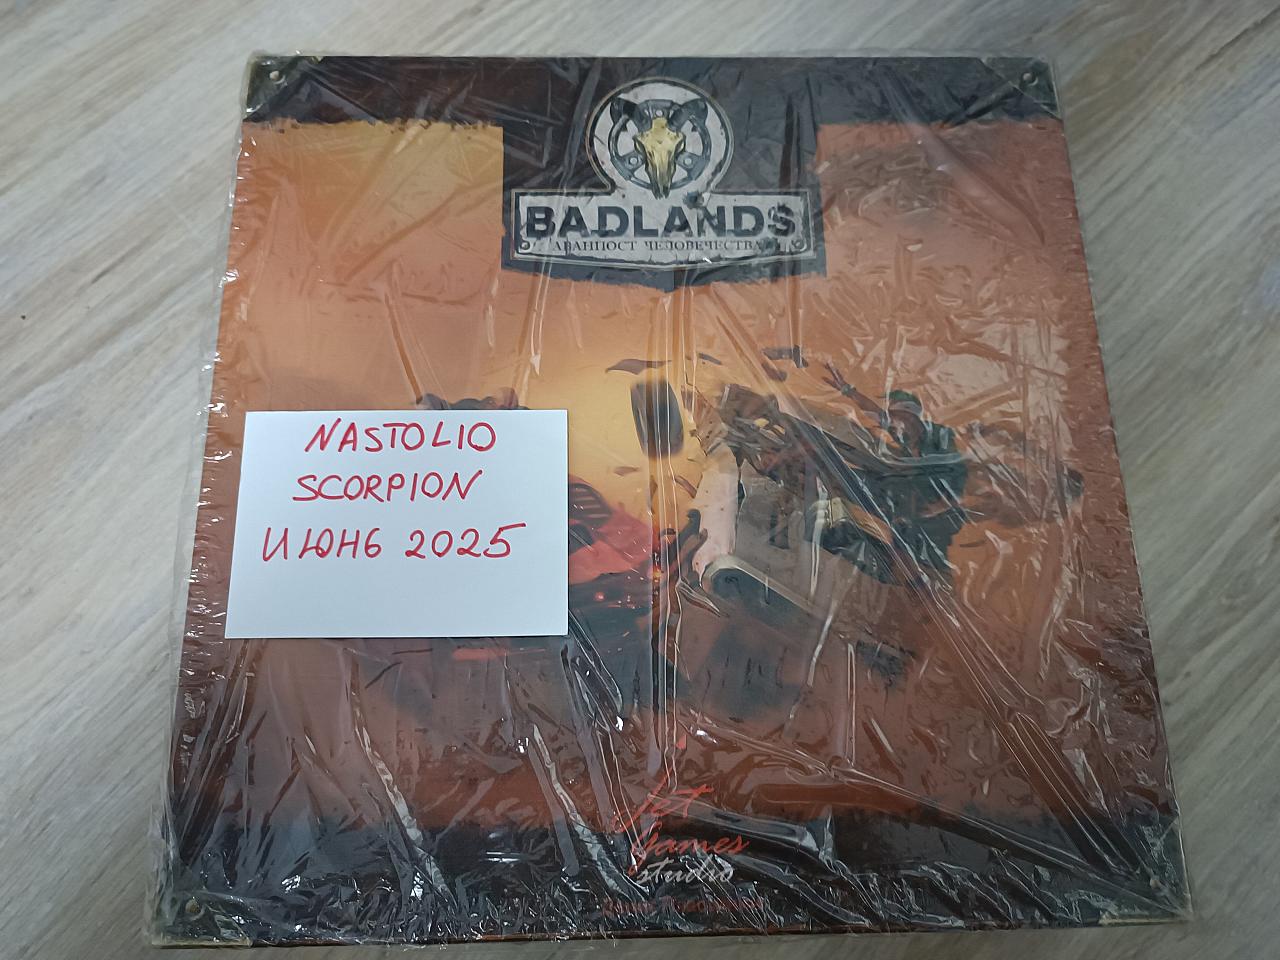 BADLANDS
АВАНПОСТ ЧЕЛОВЕЧЕСТВА
NASTOLIO
SCORPION
ИЮНЬ 2025
Jet
Games
studio